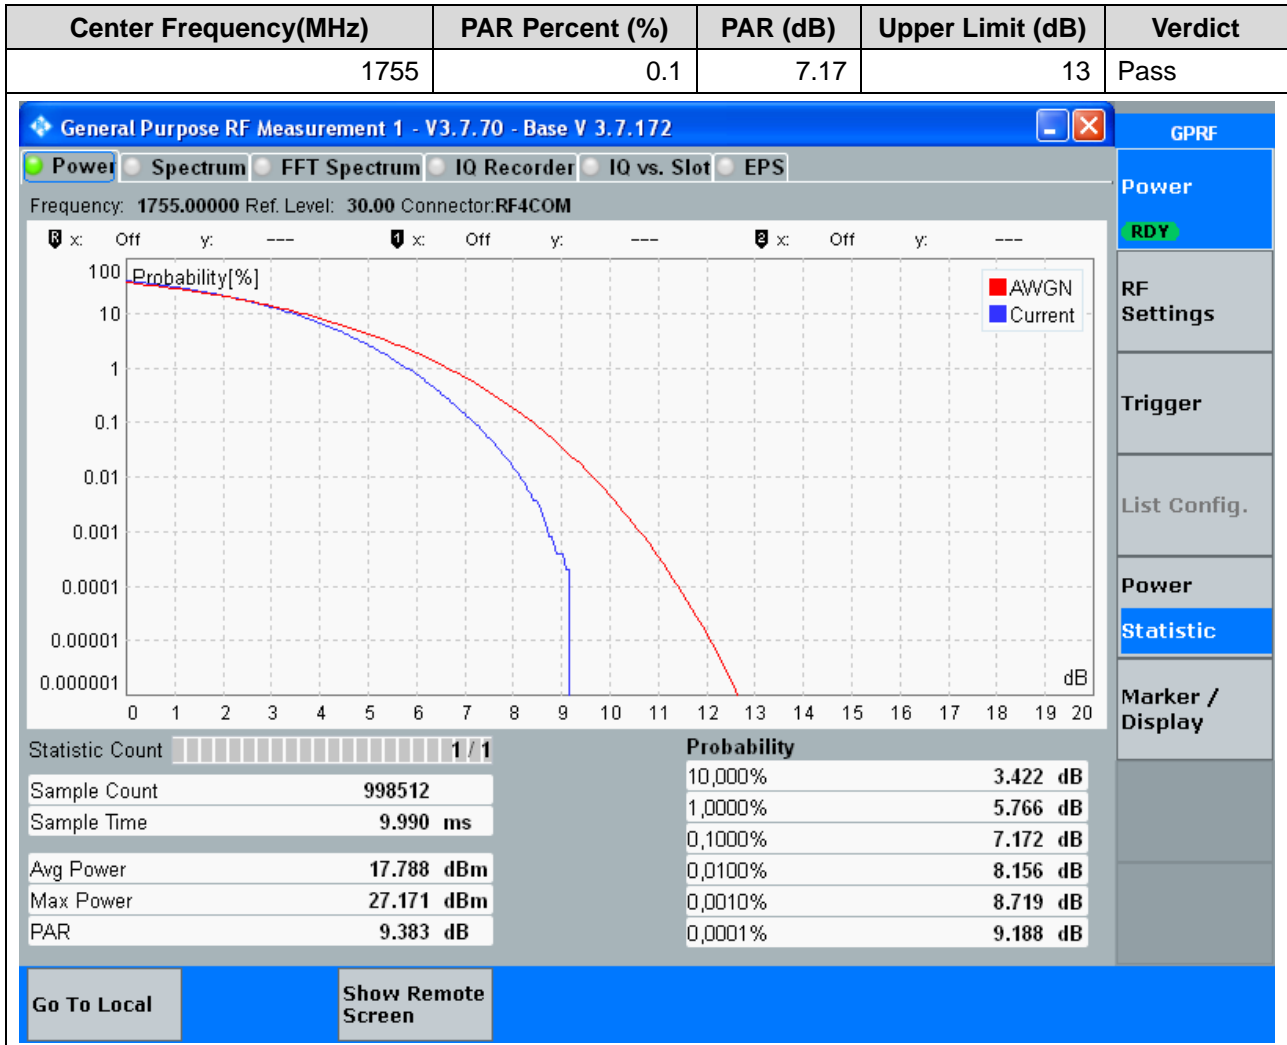 Center Frequency(MHz) PAR Percent (%) PAR (dB) Upper Limit (dB) Verdict
1755 0.1 7.17 13 Pass
General Purpose RF Measurement 1 - V3.7.70 - Base V 3.7.172
GPRF
Power Spectrum FFT Spectrum IQ Recorder IQ vs. Slot EPS
Power
RDY
Frequency: 1755.00000 Ref. Level: 30.00 Connector:RF4COM
R x: Off y: --- 1 x: Off y: --- 2 x: Off y: ---
Probability[%]
AWGN
Current
100
10
1
0.1
0.01
0.001
0.0001
0.00001
0.000001
dB
0 1 2 3 4 5 6 7 8 9 10 11 12 13 14 15 16 17 18 19 20
RF
Settings
Trigger
List Config.
Power
Statistic
Marker /
Display
Statistic Count 1 / 1
Sample Count 998512
Sample Time 9.990 ms
Avg Power 17.788 dBm
Max Power 27.171 dBm
PAR 9.383 dB
Probability
10,000% 3.422 dB
1,0000% 5.766 dB
0,1000% 7.172 dB
0,0100% 8.156 dB
0,0010% 8.719 dB
0,0001% 9.188 dB
Go To Local
Show Remote
Screen